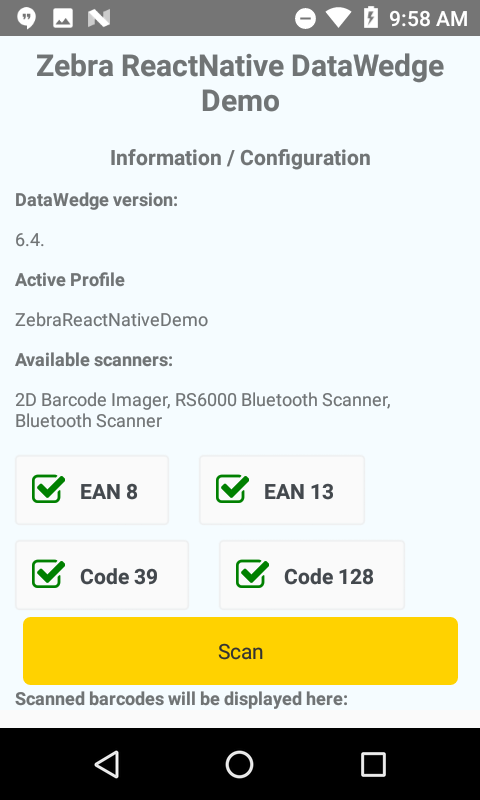 9:58 AM
Zebra ReactNative DataWedge
Demo
Information / Configuration
DataWedge version:
6.4.
Active Profile
ZebraReactNativeDemo
Available scanners:
2D Barcode Imager, RS6000 Bluetooth Scanner,
Bluetooth Scanner
EAN 8 EAN 13
Code 39 Code 128
Scan
Scanned barcodes will be displayed here: